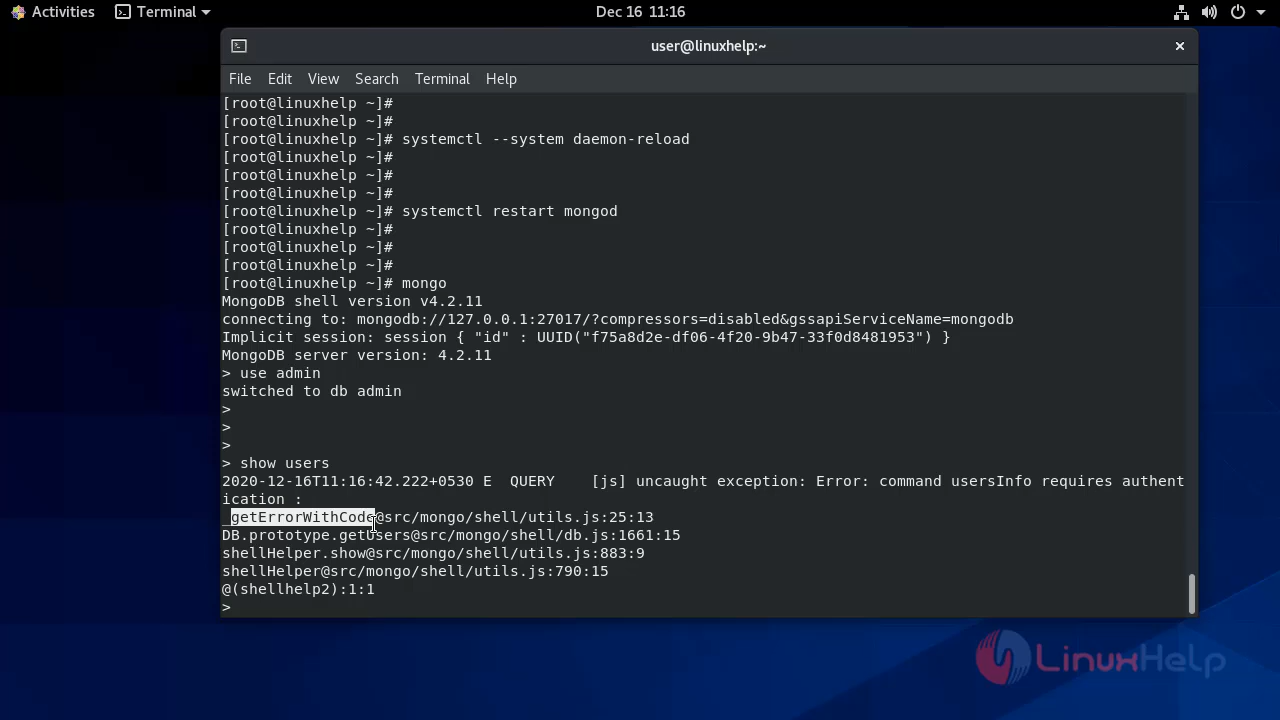 Activities Terminal Dec 16 11:16
user@linuxhelp:~
File Edit View Search Terminal Help
[root@linuxhelp ~]#
[root@linuxhelp ~]#
[root@linuxhelp ~]# systemctl --system daemon-reload
[root@linuxhelp ~]#
[root@linuxhelp ~]#
[root@linuxhelp ~]#
[root@linuxhelp ~]# systemctl restart mongod
[root@linuxhelp ~]#
[root@linuxhelp ~]#
[root@linuxhelp ~]#
[root@linuxhelp ~]# mongo
MongoDB shell version v4.2.11
connecting to: mongodb://127.0.0.1:27017/?compressors=disabled&gssapiServiceName=mongodb
Implicit session: session { "id" : UUID("f75a8d2e-df06-4f20-9b47-33f0d8481953") }
MongoDB server version: 4.2.11
> use admin
switched to db admin
>
>
>
> show users
2020-12-16T11:16:42.222+0530 E  QUERY    [js] uncaught exception: Error: command usersInfo requires authent
ication :
_getErrorWithCode@src/mongo/shell/utils.js:25:13
DB.prototype.getUsers@src/mongo/shell/db.js:1661:15
shellHelper.show@src/mongo/shell/utils.js:883:9
shellHelper@src/mongo/shell/utils.js:790:15
@(shellhelp2):1:1
>
LinuxHelp